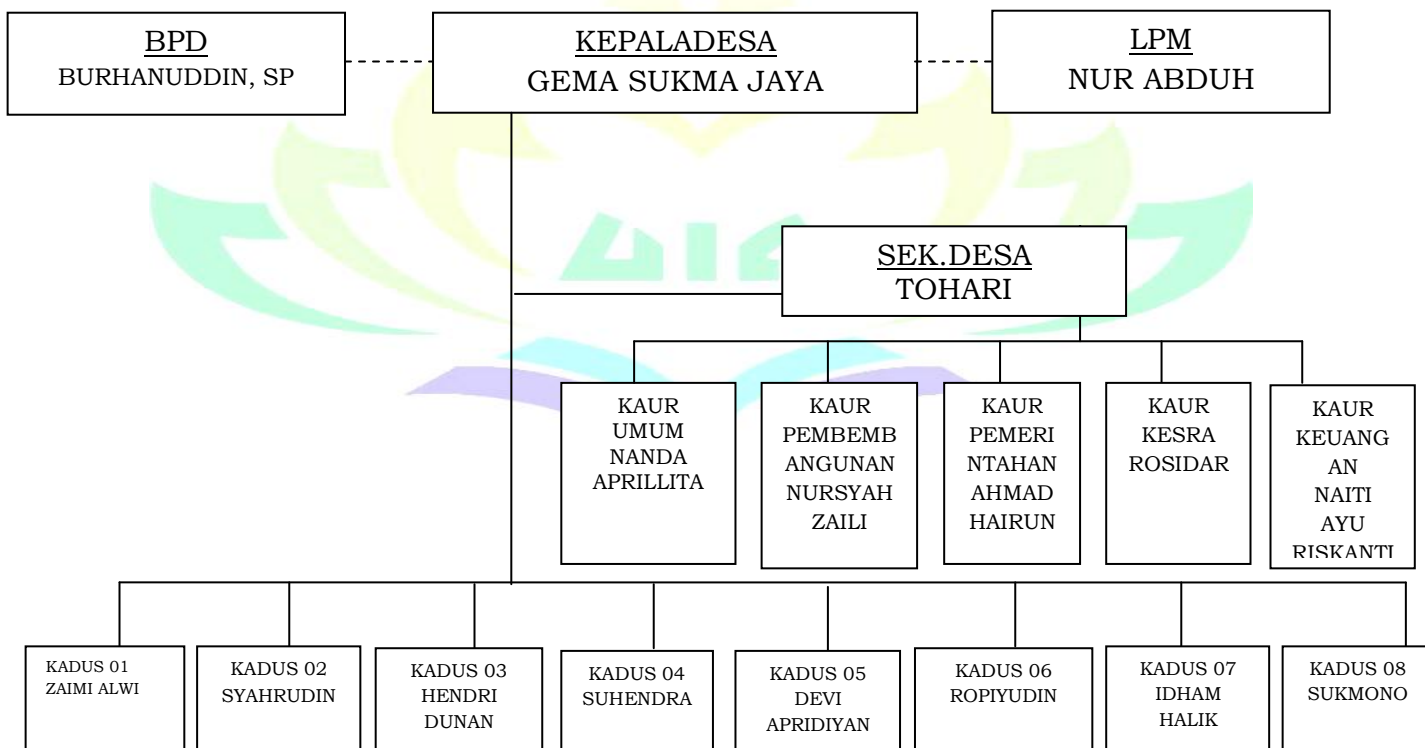 BPD
BURHANUDDIN, SP
KEPALADESA
GEMA SUKMA JAYA
LPM
NUR ABDUH
SEK.DESA
TOHARI
KAUR
UMUM
NANDA
APRILLITA
KAUR
PEMBEMB
ANGUNAN
NURSYAH
ZAILI
KAUR
PEMERI
NTAHAN
AHMAD
HAIRUN
KAUR
KESRA
ROSIDAR
KAUR
KEUANG
AN
NAITI
AYU
RISKANTI
KADUS 01
ZAIMI ALWI
KADUS 02
SYAHRUDIN
KADUS 03
HENDRI
DUNAN
KADUS 04
SUHENDRA
KADUS 05
DEVI
APRIDIYAN
KADUS 06
ROPIYUDIN
KADUS 07
IDHAM
HALIK
KADUS 08
SUKMONO